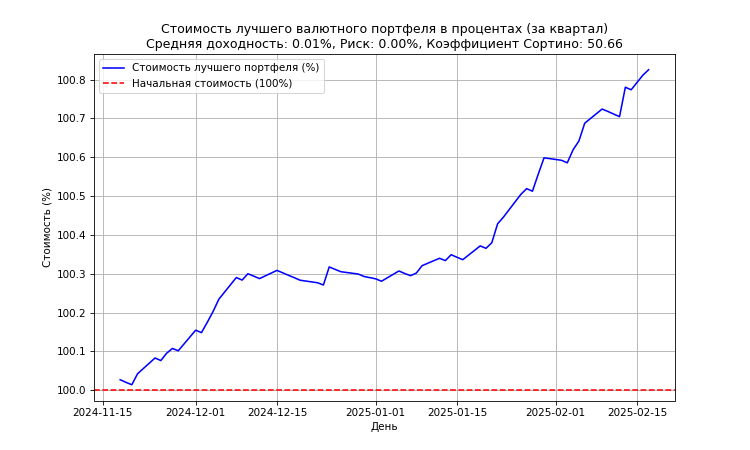 Стоимость лучшего валютного портфеля в процентах (за квартал)
Средняя доходность: 0.01%, Риск: 0.00%, Коэффициент Сортино: 50.66
Стоимость лучшего портфеля (%)
Начальная стоимость (100%)
Стоимость (%)
100.8
100.7
100.6
100.5
100.4
100.3
100.2
100.1
100.0
2024-11-15 2024-12-01 2024-12-15 2025-01-01 2025-01-15 2025-02-01 2025-02-15
День